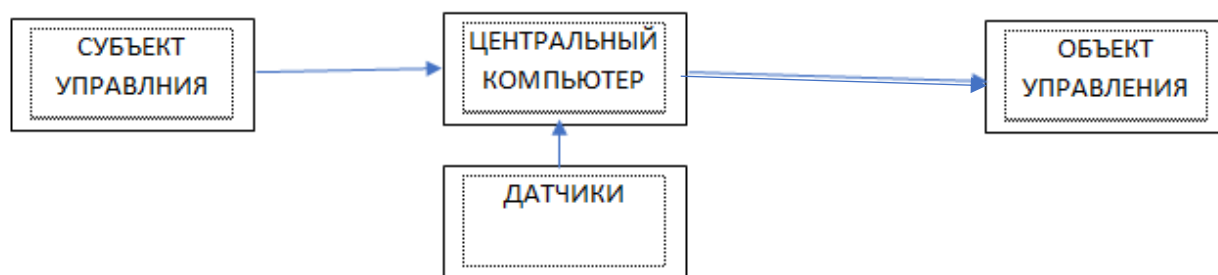 СУБЪЕКТ
УПРАВЛНИЯ
ЦЕНТРАЛЬНЫЙ
КОМПЬЮТЕР
ОБЪЕКТ
УПРАВЛЕНИЯ
ДАТЧИКИ